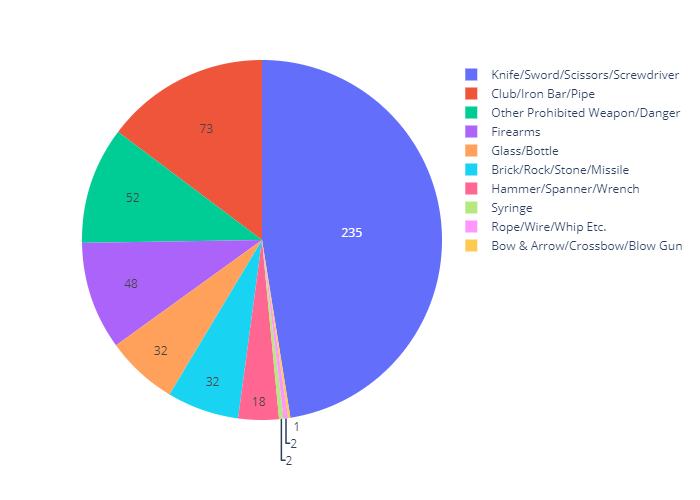 Knife/Sword/Scissors/Screwdriver
Club/Iron Bar/Pipe
73
Other Prohibited Weapon/Danger
Firearms
Glass/Bottle
Brick/Rock/Stone/Missile
52
Hammer/Spanner/Wrench
Syringe
Rope/Wire/Whip Etc.
235
Bow & Arrow/Crossbow/Blow Gun
48
32
32
18
1
2
2